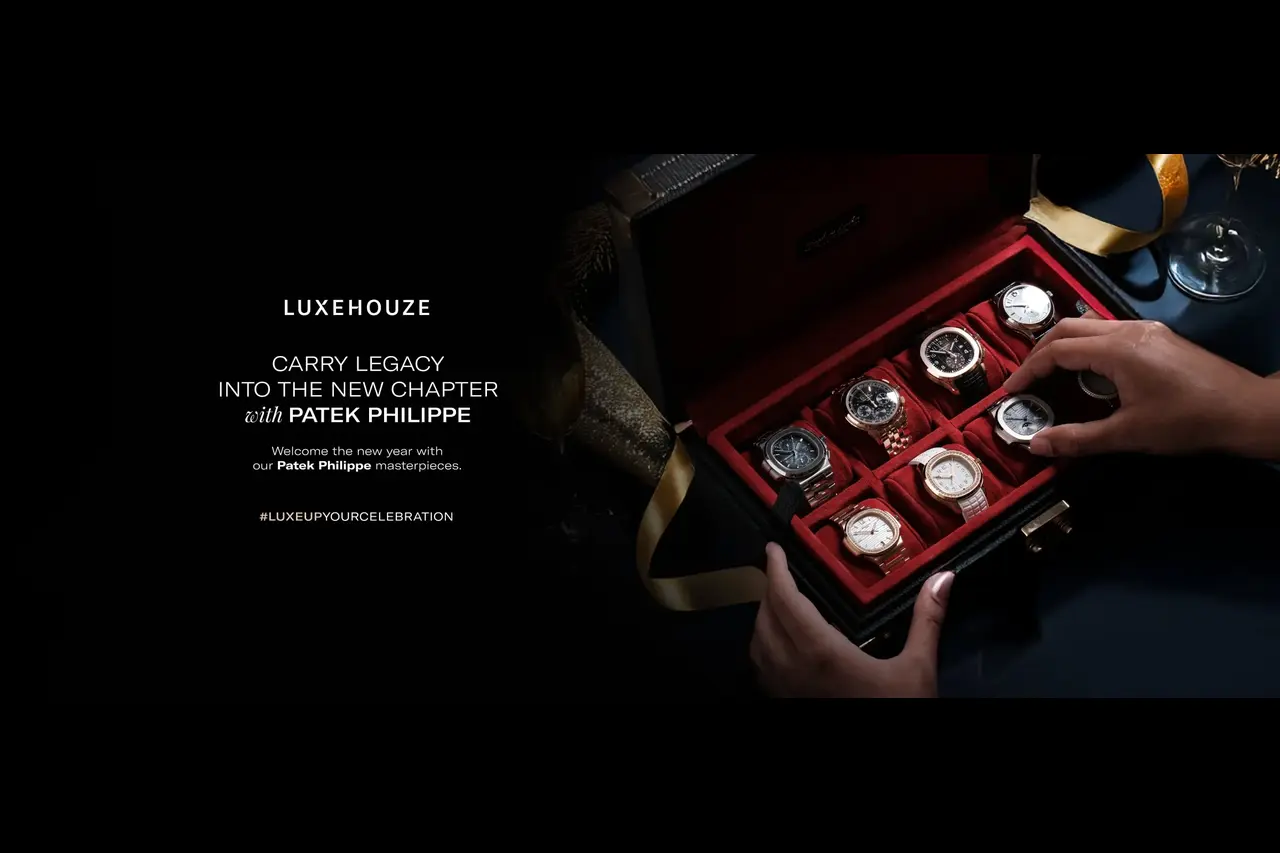 LUXEHOUZE
CARRY LEGACY
INTO THE NEW CHAPTER
with PATEK PHILIPPE
Welcome the new year with
our Patek Philippe masterpieces.
#LUXEUPYOURCELEBRATION